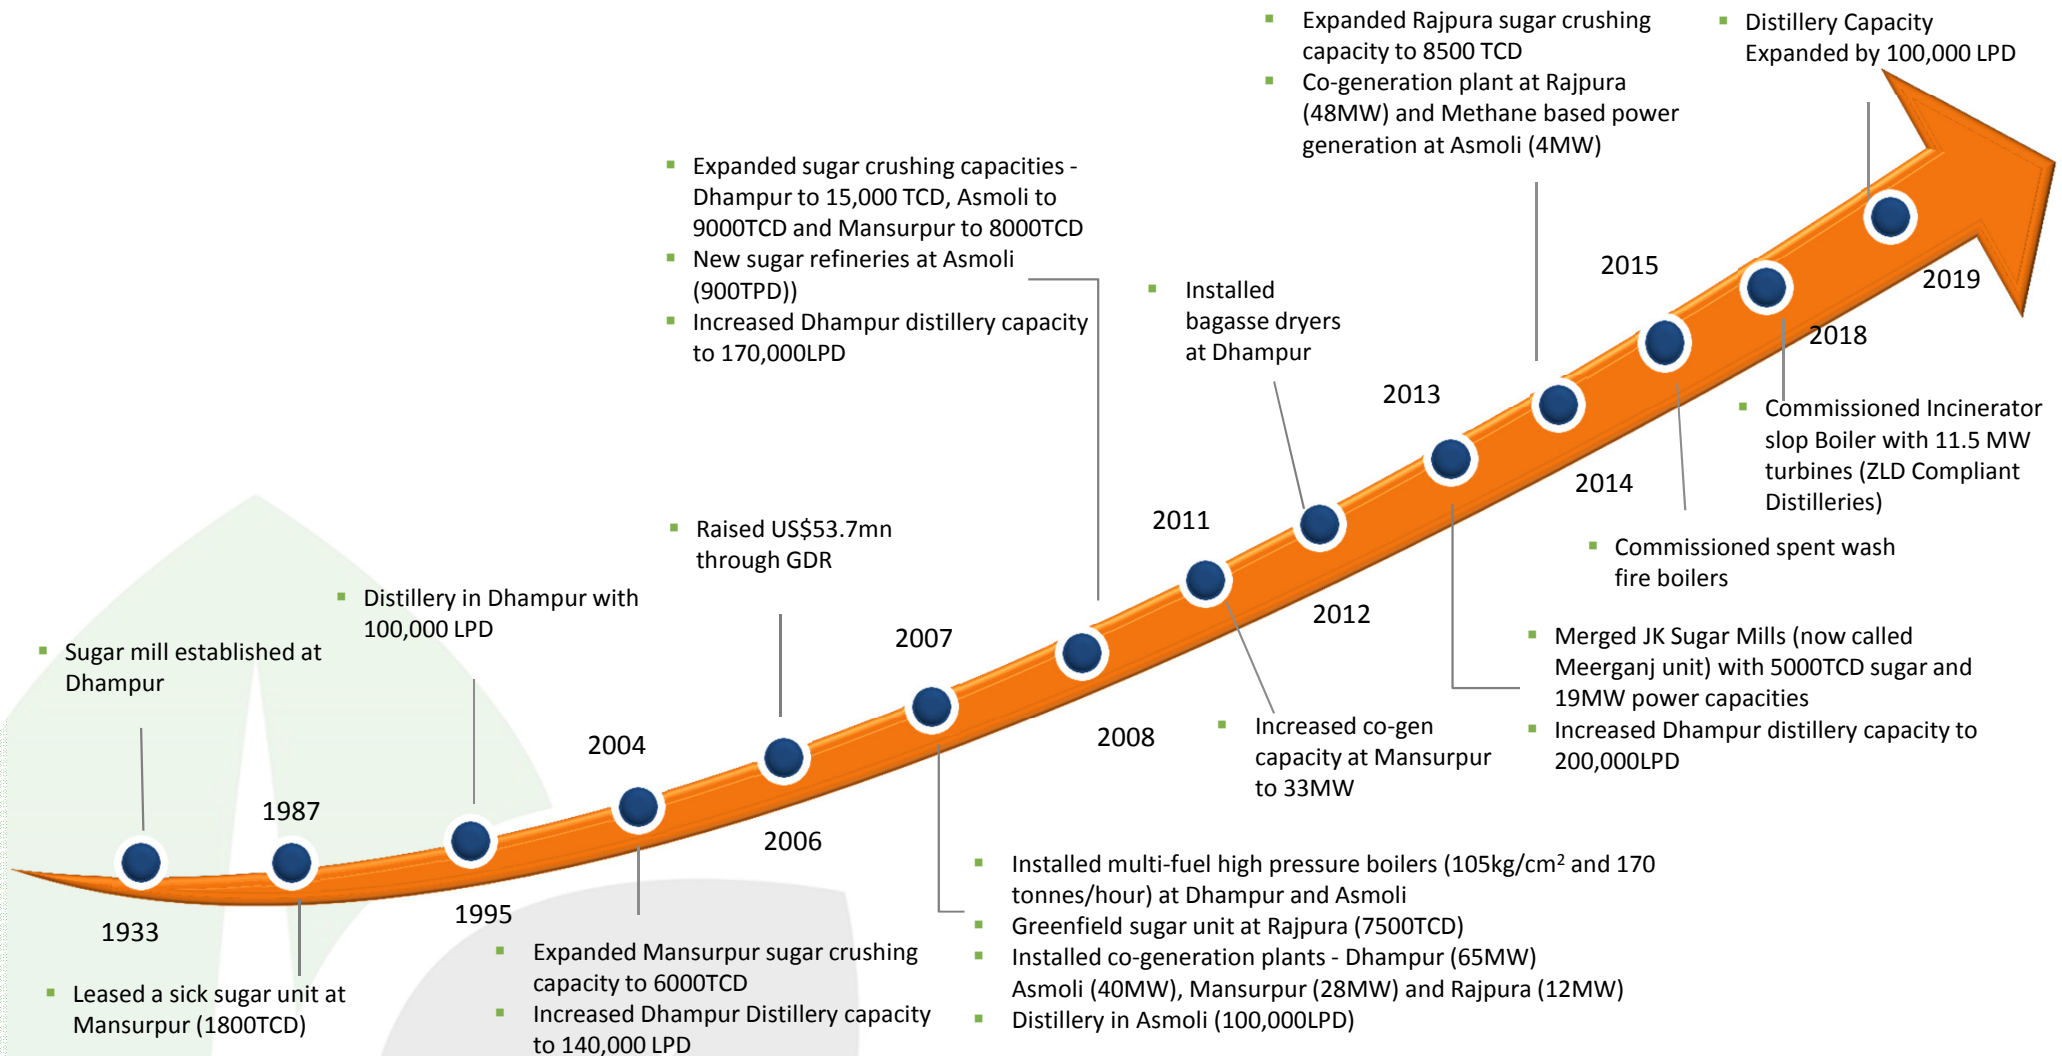 Sugar mill established at
Dhampur
1933
1987
Leased a sick sugar unit at
Mansurpur (1800TCD)
Distillery in Dhampur with
100,000 LPD
1995
2004
Expanded Mansurpur sugar crushing
capacity to 6000TCD
Increased Dhampur Distillery capacity
to 140,000 LPD
Raised US$53.7mn
through GDR
2006
2007
Installed multi-fuel high pressure boilers (105kg/cm² and 170
tonnes/hour) at Dhampur and Asmoli
Greenfield sugar unit at Rajpura (7500TCD)
Installed co-generation plants - Dhampur (65MW)
Asmoli (40MW), Mansurpur (28MW) and Rajpura (12MW)
Distillery in Asmoli (100,000LPD)
Expanded sugar crushing capacities -
Dhampur to 15,000 TCD, Asmoli to
9000TCD and Mansurpur to 8000TCD
New sugar refineries at Asmoli
(900TPD))
Increased Dhampur distillery capacity
to 170,000LPD
2008
2011
Increased co-gen
capacity at Mansurpur
to 33MW
Installed
bagasse dryers
at Dhampur
2012
2013
Merged JK Sugar Mills (now called
Meerganj unit) with 5000TCD sugar and
19MW power capacities
Increased Dhampur distillery capacity to
200,000LPD
Expanded Rajpura sugar crushing
capacity to 8500 TCD
Co-generation plant at Rajpura
(48MW) and Methane based power
generation at Asmoli (4MW)
2014
2015
Commissioned spent wash
fire boilers
2018
Commissioned Incinerator
slop Boiler with 11.5 MW
turbines (ZLD Compliant
Distilleries)
Distillery Capacity
Expanded by 100,000 LPD
2019